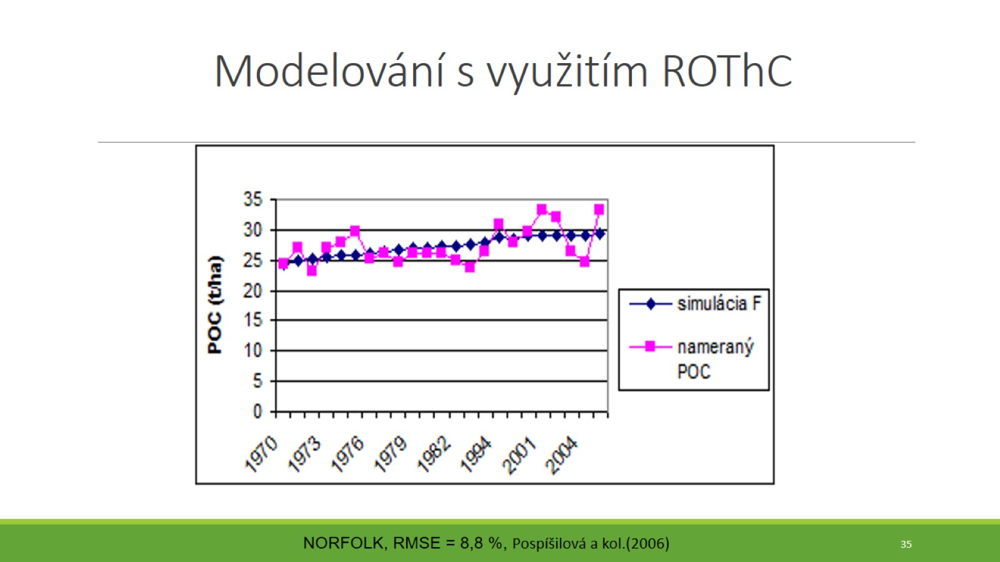 Modelování s využitím ROThC
35
30
25
20
15
10
5
0
POC (t/ha)
1970
1973
1976
1979
1982
1994
2001
2004
simulácia F
nameraný
POC
NORFOLK, RMSE = 8,8 %, Pospíšilová a kol.(2006)
35